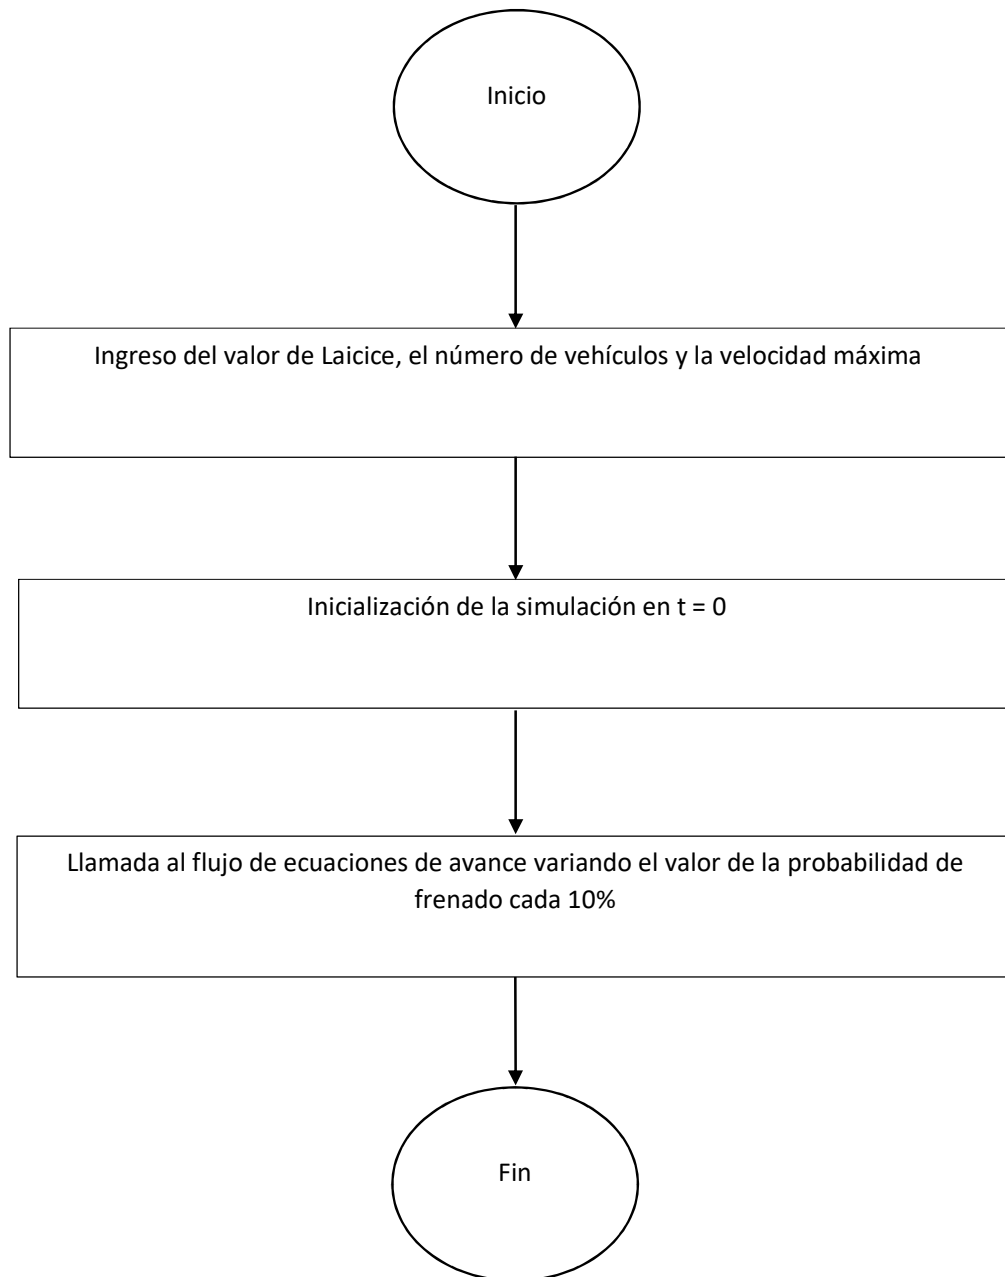 Inicio
Ingreso del valor de Laicice, el número de vehículos y la velocidad máxima
Inicialización de la simulación en t = 0
Llamada al flujo de ecuaciones de avance variando el valor de la probabilidad de
frenado cada 10%
Fin